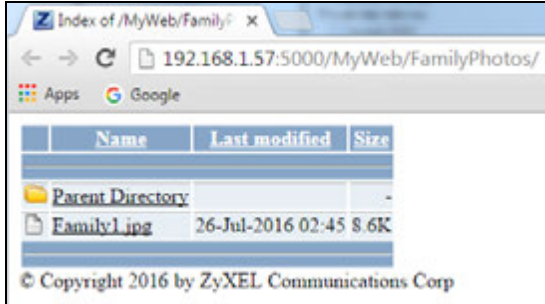 Index of /MyWeb/FamilyP
192.168.1.57:5000/MyWeb/FamilyPhotos/
Apps Google
Name Last modified Size
Parent Directory -
Family1.jpg 26-Jul-2016 02:45 8.6K
© Copyright 2016 by ZyXEL Communications Corp